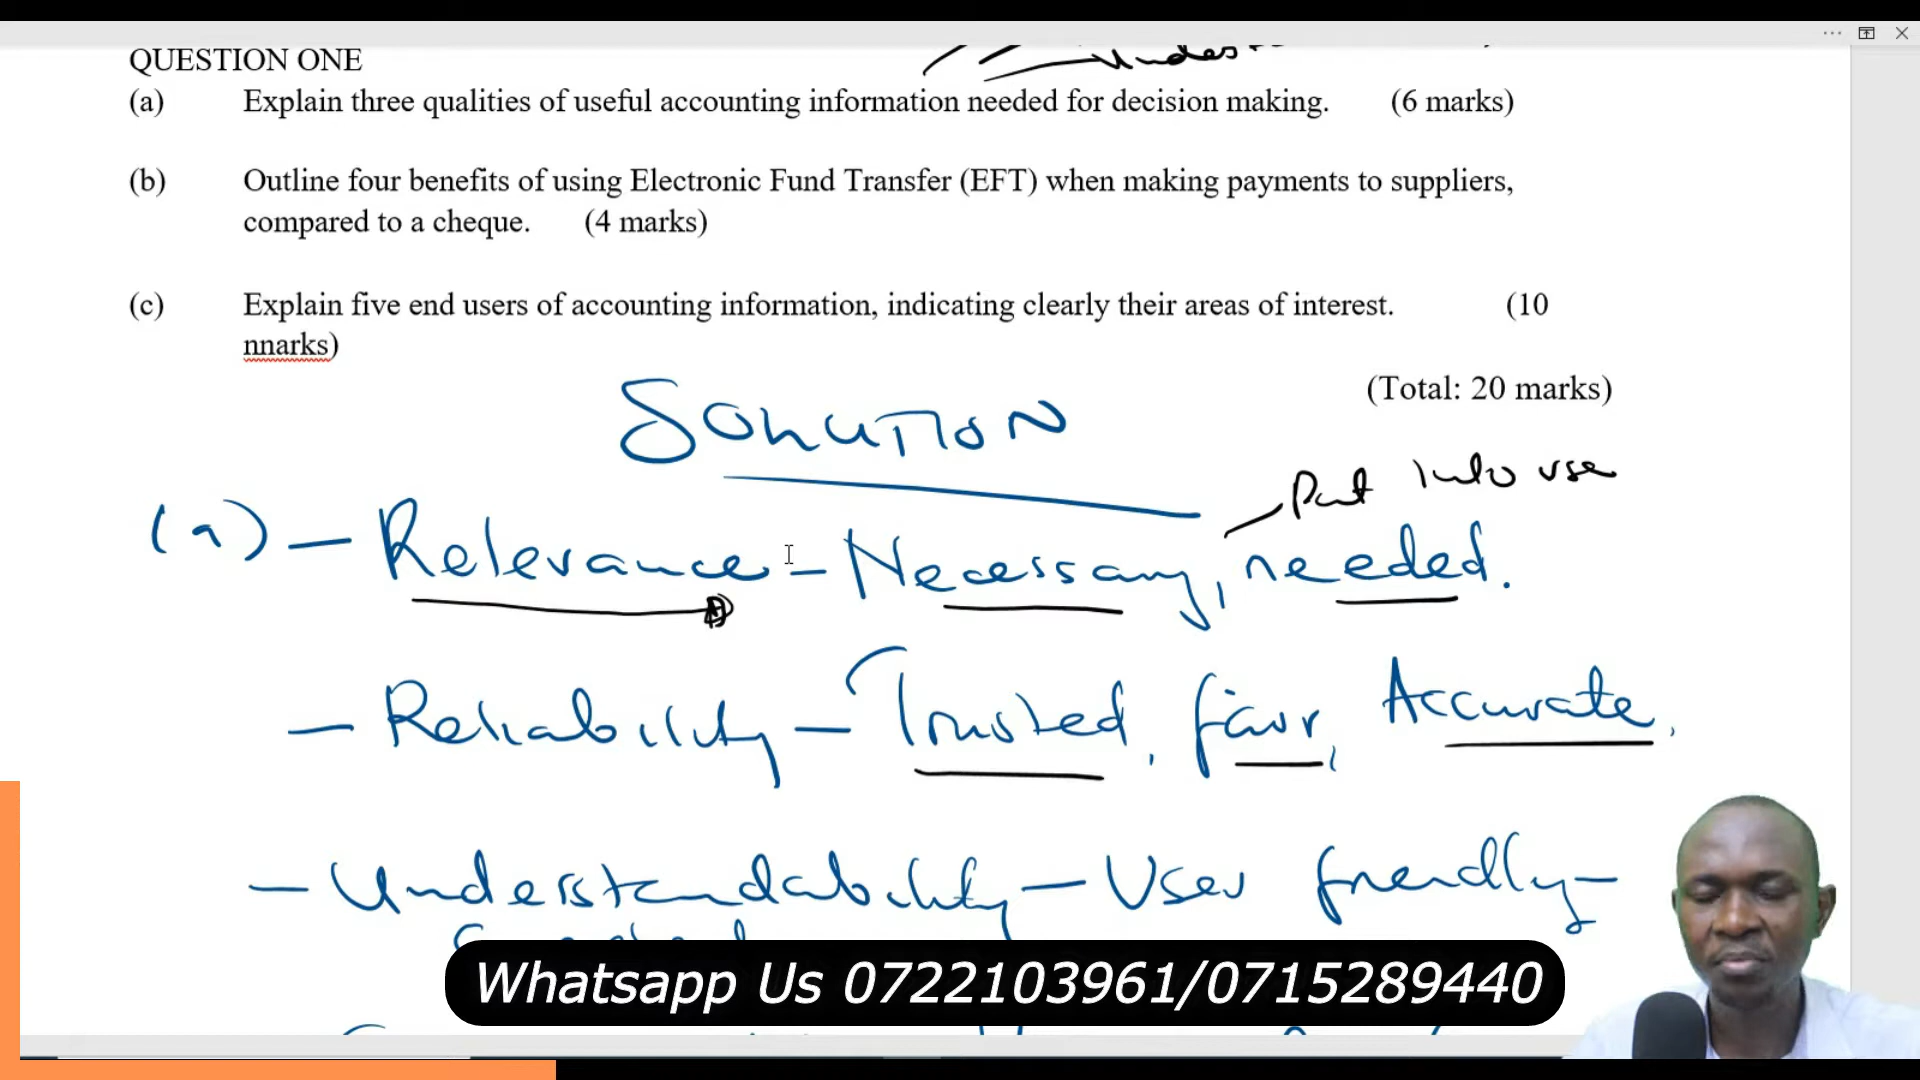 QUESTION ONE
(a) Explain three qualities of useful accounting information needed for decision making. (6 marks)
(b) Outline four benefits of using Electronic Fund Transfer (EFT) when making payments to suppliers,
compared to a cheque. (4 marks)
(c) Explain five end users of accounting information, indicating clearly their areas of interest. (10
nnarks)
(Total: 20 marks)
SOLUTION
Put into use
(a) – Relevance – Necessary, needed.
– Reliability – Trusted, fair, Accurate,
– Understandability – User friendly –
Whatsapp Us 0722103961/0715289440